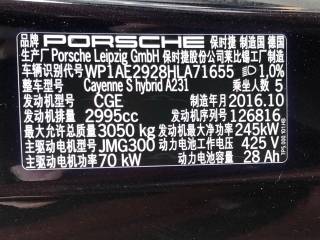 品牌 PORSCHE 保时捷 制造国 德国
生产厂 Porsche Leipzig GmbH 保时捷股份公司莱比锡工厂制造
车辆识别代号 WP1AE2928HLA71655 1,0%
整车型号 Cayenne S hybrid A231 乘坐人数 5
发动机型号 CGE 制造年月 2016.10
发动机排量 2995cc 发动机序列号 126816
最大允许总质量 3050 kg 发动机最大净功率 245kW
主驱动电机型号 JMG300 动力电池工作电压 425 V
主驱动电机功率 70 kW 动力电池容量 28 Ah